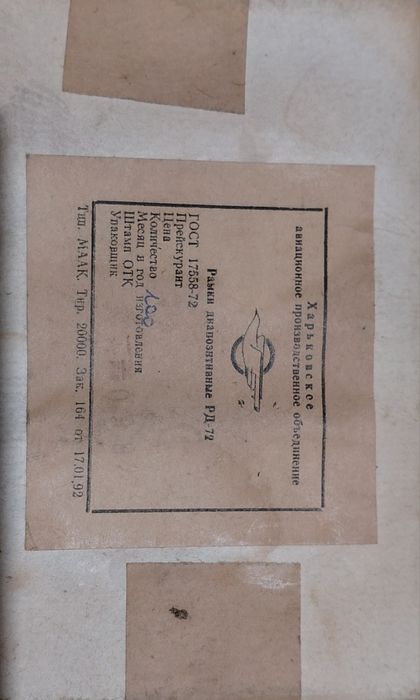 Харьковское
авиационное производственное объединение
Рамки диапозитивные РД-72
ГОСТ 17558-72
Прейскурант
Цена
Количество 100
Месяц и год изготовления
Штамп ОТК
Упаковщик
Тип. МААК. Тир. 20000. Зак. 164 от 17.01.92